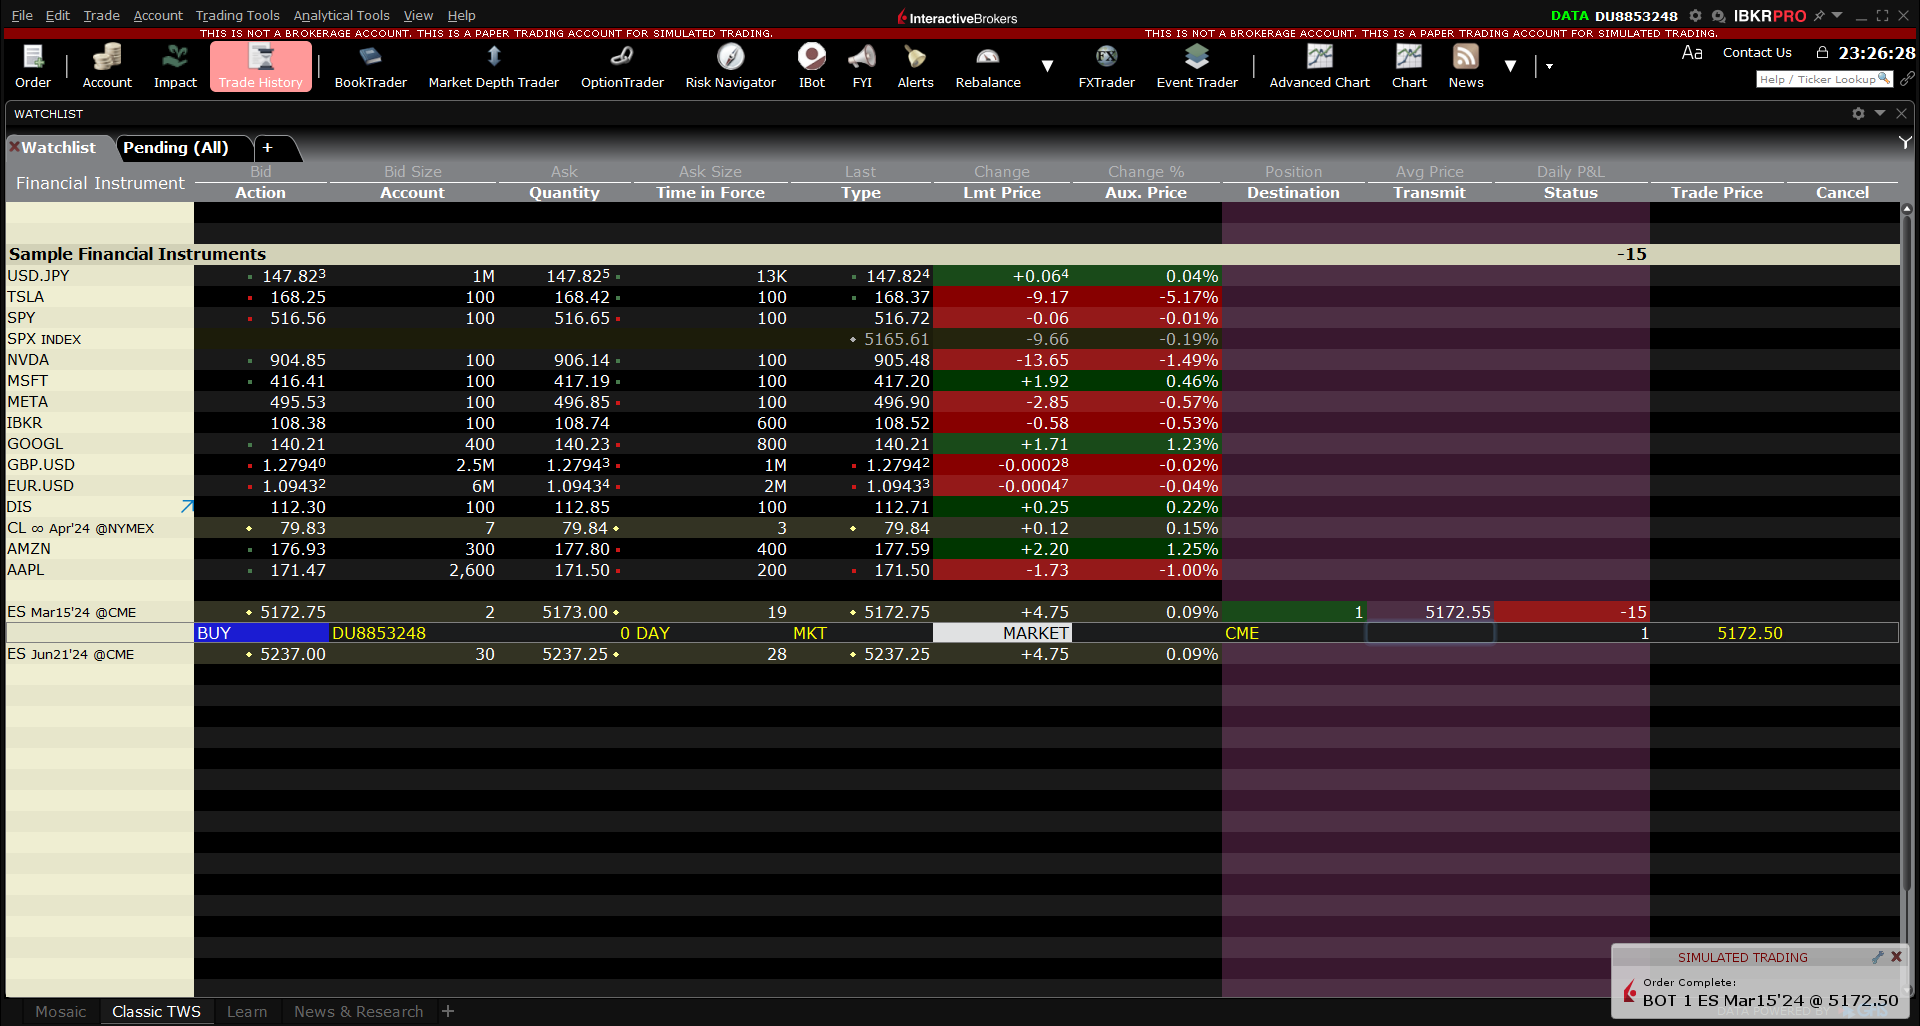 File Edit Trade Account Trading Tools Analytical Tools View Help InteractiveBrokers DATA DU8853248 IBKRPRO
THIS IS NOT A BROKERAGE ACCOUNT. THIS IS A PAPER TRADING ACCOUNT FOR SIMULATED TRADING. THIS IS NOT A BROKERAGE ACCOUNT. THIS IS A PAPER TRADING ACCOUNT FOR SIMULATED TRADING.
Aa Contact Us 23:26:28
Order Account Impact Trade History BookTrader Market Depth Trader OptionTrader Risk Navigator IBot FYI Alerts Rebalance FXTrader Event Trader Advanced Chart Chart News Help / Ticker Lookup
WATCHLIST
Watchlist Pending (All) +
Bid Bid Size Ask Ask Size Last Change Change % Position Avg Price Daily P&L
Financial Instrument Action Account Quantity Time in Force Type Lmt Price Aux. Price Destination Transmit Status Trade Price Cancel
Sample Financial Instruments -15
USD.JPY 147.82³ 1M 147.82⁵ 13K 147.82⁴ +0.06⁴ 0.04%
TSLA 168.25 100 168.42 100 168.37 -9.17 -5.17%
SPY 516.56 100 516.65 100 516.72 -0.06 -0.01%
SPX INDEX 5165.61 -9.66 -0.19%
NVDA 904.85 100 906.14 100 905.48 -13.65 -1.49%
MSFT 416.41 100 417.19 100 417.20 +1.92 0.46%
META 495.53 100 496.85 100 496.90 -2.85 -0.57%
IBKR 108.38 100 108.74 600 108.52 -0.58 -0.53%
GOOGL 140.21 400 140.23 800 140.21 +1.71 1.23%
GBP.USD 1.2794⁰ 2.5M 1.2794³ 1M 1.2794² -0.0002⁸ -0.02%
EUR.USD 1.0943² 6M 1.0943⁴ 2M 1.0943³ -0.0004⁷ -0.04%
DIS 112.30 100 112.85 100 112.71 +0.25 0.22%
CL ∞ Apr'24 @NYMEX 79.83 7 79.84 3 79.84 +0.12 0.15%
AMZN 176.93 300 177.80 400 177.59 +2.20 1.25%
AAPL 171.47 2,600 171.50 200 171.50 -1.73 -1.00%
ES Mar15'24 @CME 5172.75 2 5173.00 19 5172.75 +4.75 0.09% 1 5172.55 -15
BUY DU8853248 0 DAY MKT MARKET CME 1 5172.50
ES Jun21'24 @CME 5237.00 30 5237.25 28 5237.25 +4.75 0.09%
SIMULATED TRADING
Order Complete:
BOT 1 ES Mar15'24 @ 5172.50
Mosaic Classic TWS Learn News & Research +